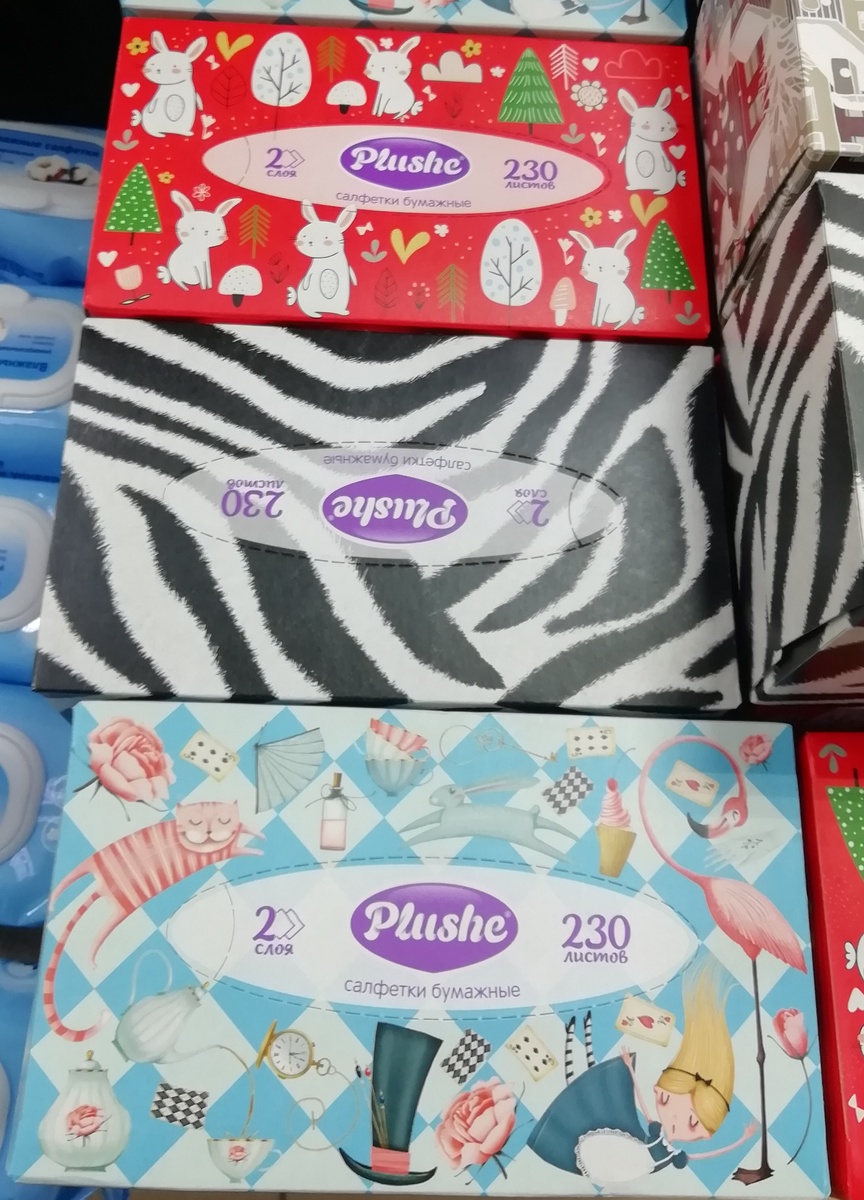 2 слоя
Plushe
230 листов
салфетки бумажные
салфетки бумажные
230 листов
Plushe
2 слоя
Влажные
2 слоя
Plushe
230 листов
салфетки бумажные